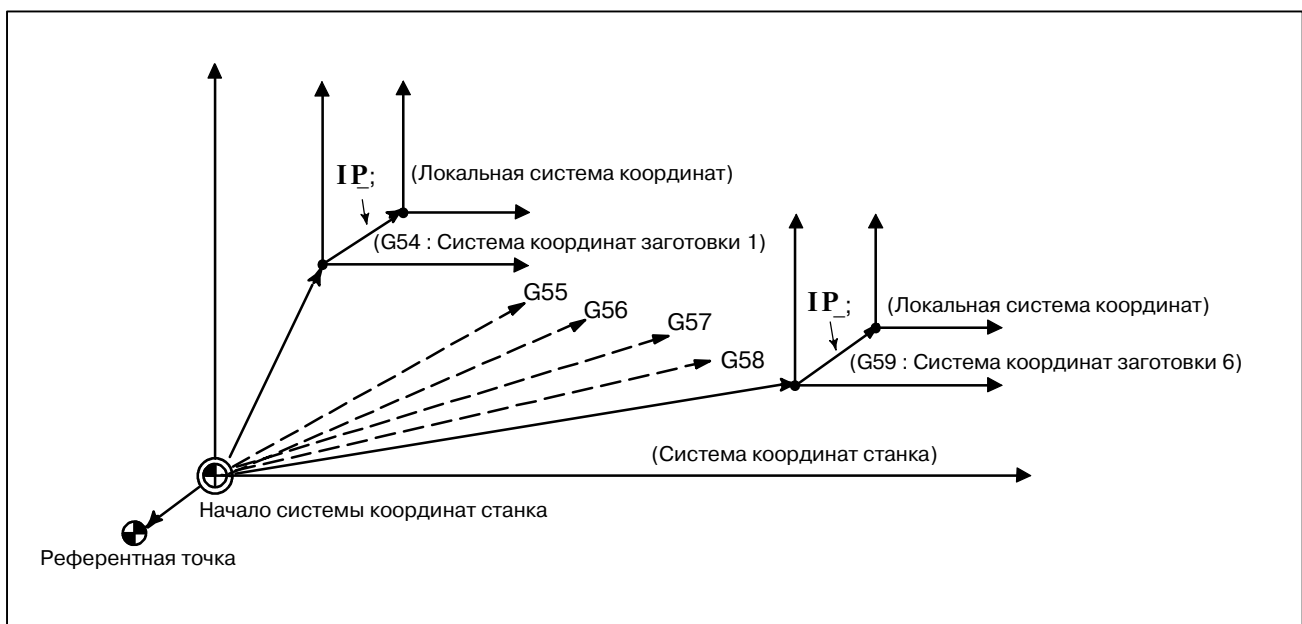 IP_;
(Локальная система координат)
(G54 : Система координат заготовки 1)
G55
G56
G57
G58
IP_;
(Локальная система координат)
(G59 : Система координат заготовки 6)
(Система координат станка)
Начало системы координат станка
Референтная точка